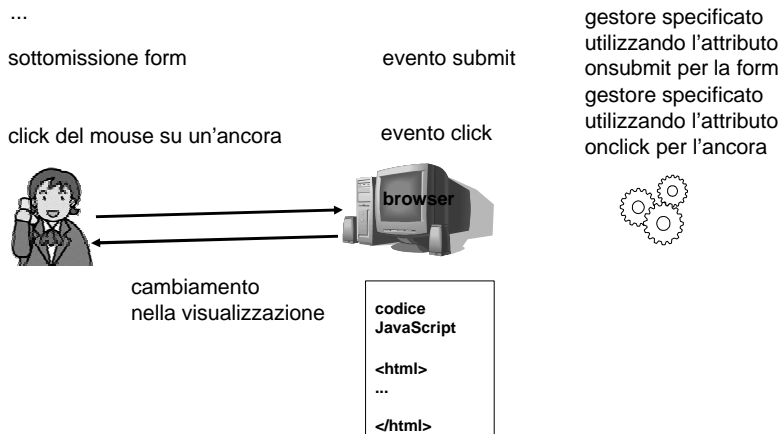 ...
sottomissione form
evento submit
gestore specificato
utilizzando l'attributo
onsubmit per la form
click del mouse su un'ancora
evento click
gestore specificato
utilizzando l'attributo
onclick per l'ancora
browser
cambiamento
nella visualizzazione
codice
JavaScript
<html>
...
</html>